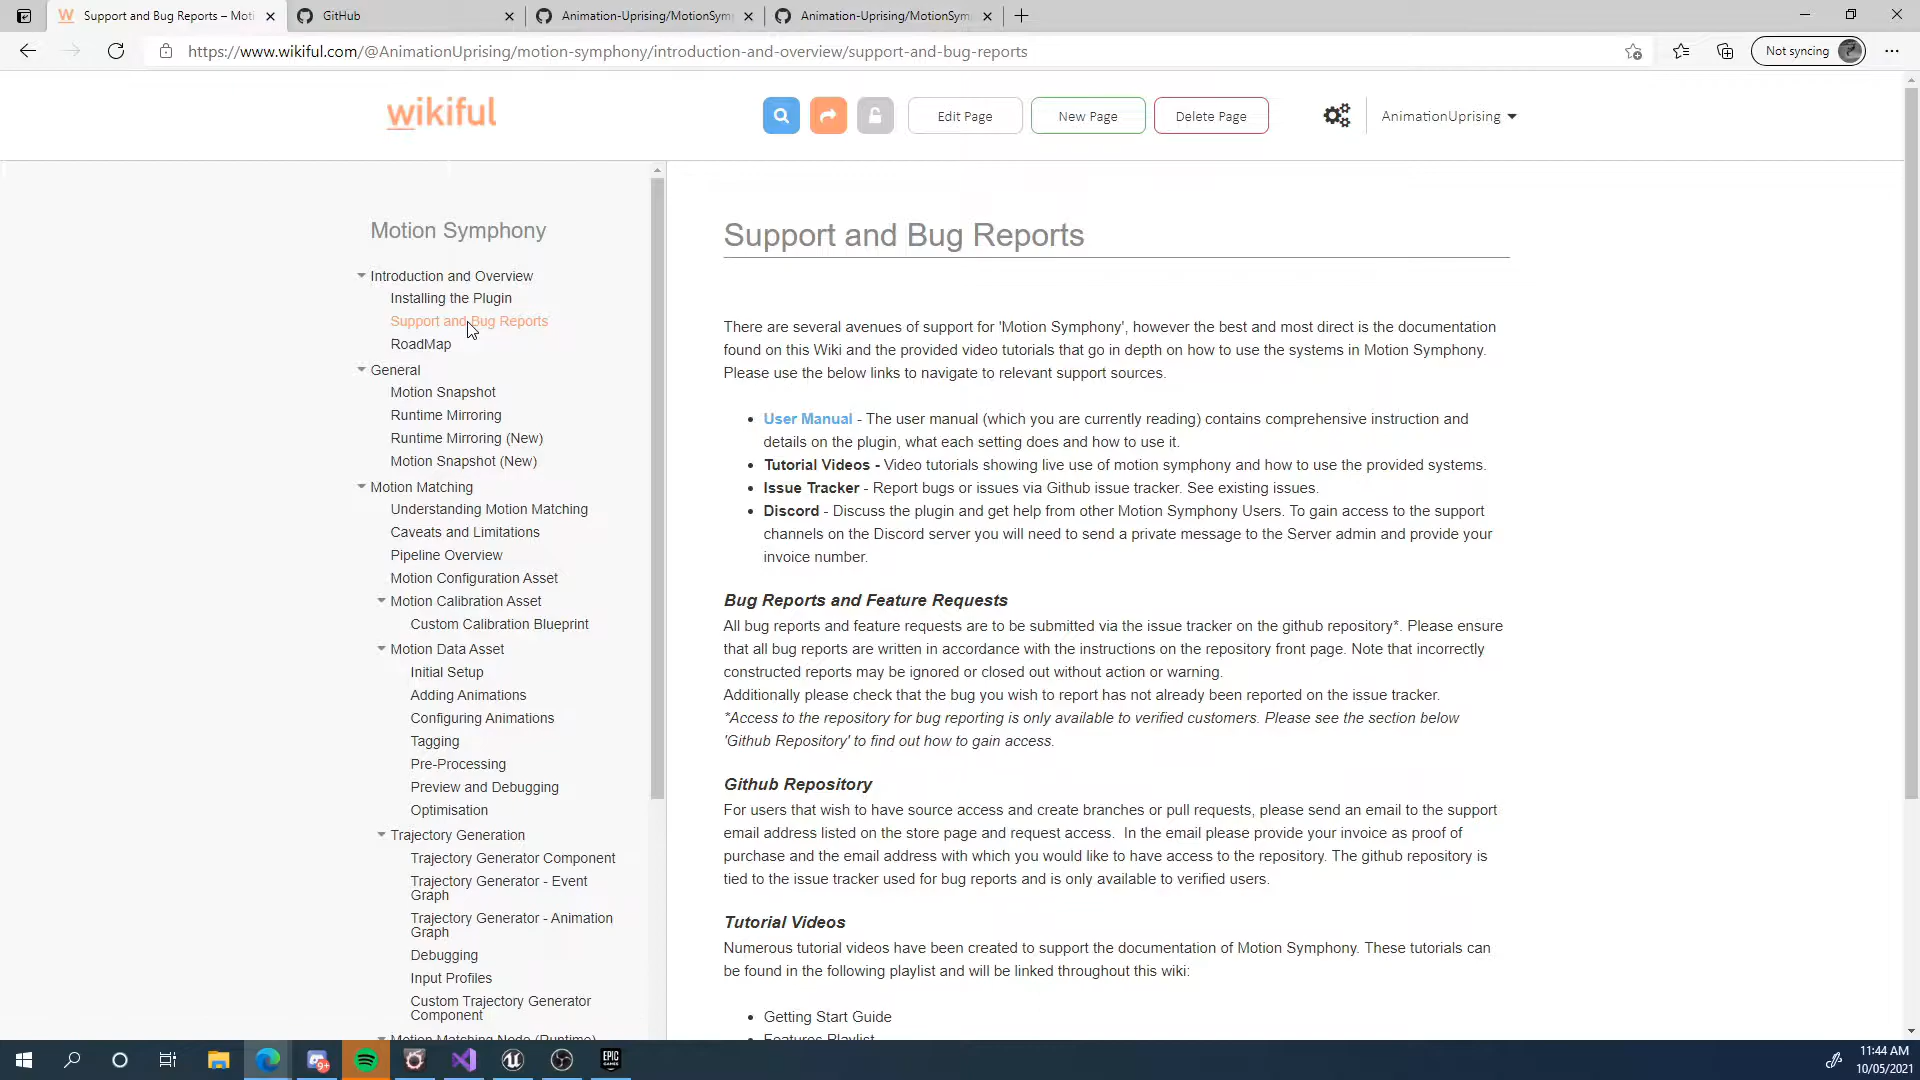 Support and Bug Reports – Moti
GitHub
Animation-Uprising/MotionSym
Animation-Uprising/MotionSym
https://www.wikiful.com/@AnimationUprising/motion-symphony/introduction-and-overview/support-and-bug-reports
Not syncing
wikiful
Edit Page
New Page
Delete Page
AnimationUprising
Motion Symphony
Introduction and Overview
Installing the Plugin
Support and Bug Reports
RoadMap
General
Motion Snapshot
Runtime Mirroring
Runtime Mirroring (New)
Motion Snapshot (New)
Motion Matching
Understanding Motion Matching
Caveats and Limitations
Pipeline Overview
Motion Configuration Asset
Motion Calibration Asset
Custom Calibration Blueprint
Motion Data Asset
Initial Setup
Adding Animations
Configuring Animations
Tagging
Pre-Processing
Preview and Debugging
Optimisation
Trajectory Generation
Trajectory Generator Component
Trajectory Generator - Event
Graph
Trajectory Generator - Animation
Graph
Debugging
Input Profiles
Custom Trajectory Generator
Component
Motion Matching Node (Runtime)
Support and Bug Reports
There are several avenues of support for 'Motion Symphony', however the best and most direct is the documentation
found on this Wiki and the provided video tutorials that go in depth on how to use the systems in Motion Symphony.
Please use the below links to navigate to relevant support sources.
• User Manual - The user manual (which you are currently reading) contains comprehensive instruction and
details on the plugin, what each setting does and how to use it.
• Tutorial Videos - Video tutorials showing live use of motion symphony and how to use the provided systems.
• Issue Tracker - Report bugs or issues via Github issue tracker. See existing issues.
• Discord - Discuss the plugin and get help from other Motion Symphony Users. To gain access to the support
channels on the Discord server you will need to send a private message to the Server admin and provide your
invoice number.
Bug Reports and Feature Requests
All bug reports and feature requests are to be submitted via the issue tracker on the github repository*. Please ensure
that all bug reports are written in accordance with the instructions on the repository front page. Note that incorrectly
constructed reports may be ignored or closed out without action or warning.
Additionally please check that the bug you wish to report has not already been reported on the issue tracker.
*Access to the repository for bug reporting is only available to verified customers. Please see the section below
'Github Repository' to find out how to gain access.
Github Repository
For users that wish to have source access and create branches or pull requests, please send an email to the support
email address listed on the store page and request access. In the email please provide your invoice as proof of
purchase and the email address with which you would like to have access to the repository. The github repository is
tied to the issue tracker used for bug reports and is only available to verified users.
Tutorial Videos
Numerous tutorial videos have been created to support the documentation of Motion Symphony. These tutorials can
be found in the following playlist and will be linked throughout this wiki:
• Getting Start Guide
• Features Playlist
9+
EPIC
GAMES
11:44 AM
10/05/2021